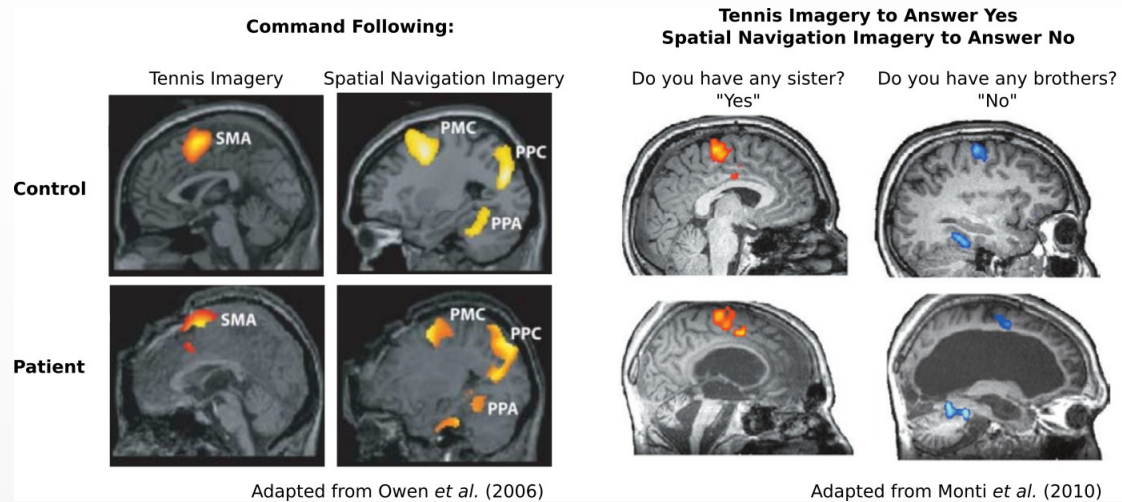 Command Following:
Tennis Imagery to Answer Yes
Spatial Navigation Imagery to Answer No
Tennis Imagery
Spatial Navigation Imagery
Do you have any sister?
"Yes"
Do you have any brothers?
"No"
Control
SMA
PMC
PPC
PPA
Patient
SMA
PMC
PPC
PPA
Adapted from Owen et al. (2006)
Adapted from Monti et al. (2010)